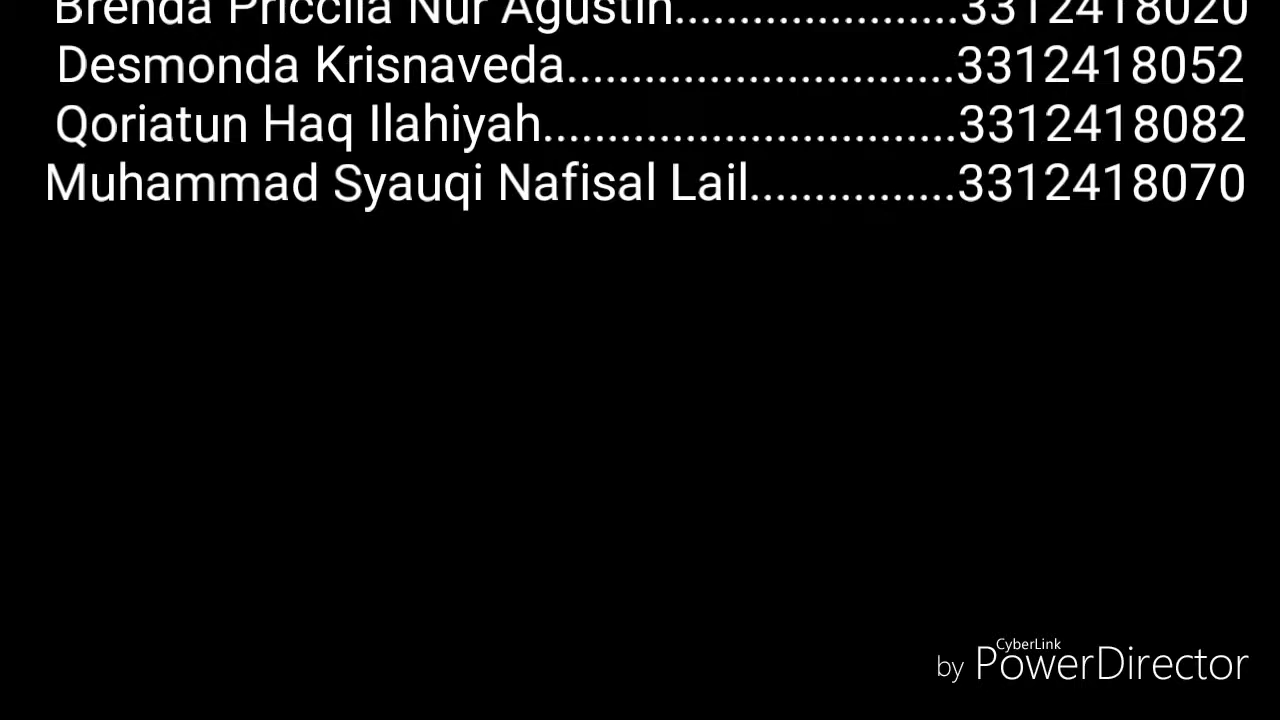 Brenda Priccila Nur Agustin......................3312418020
Desmonda Krisnaveda..............................3312418052
Qoriatun Haq Ilahiyah................................3312418082
Muhammad Syauqi Nafisal Lail................3312418070
CyberLink
by PowerDirector